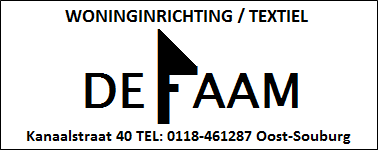 WONINGINRICHTING / TEXTIEL
DE FAAM
Kanaalstraat 40 TEL: 0118-461287 Oost-Souburg